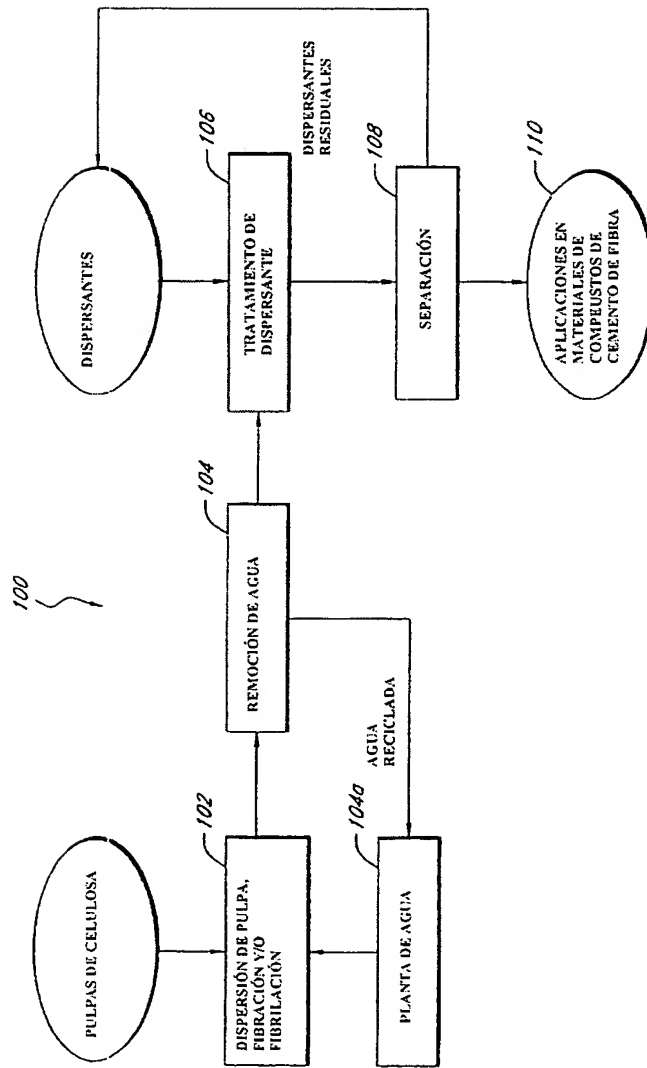 100
PULPAS DE CELULOSA
102
DISPERSIÓN DE PULPA,
FIBRACIÓN Y/O
FIBRILACIÓN
104
REMOCIÓN DE AGUA
AGUA
RECICLADA
104a
PLANTA DE AGUA
DISPERSANTES
106
TRATAMIENTO DE
DISPERSANTE
DISPERSANTES
RESIDUALES
108
SEPARACIÓN
110
APLICACIONES EN
MATERIALES DE
COMPEUSTOS DE
CEMENTO DE FIBRA